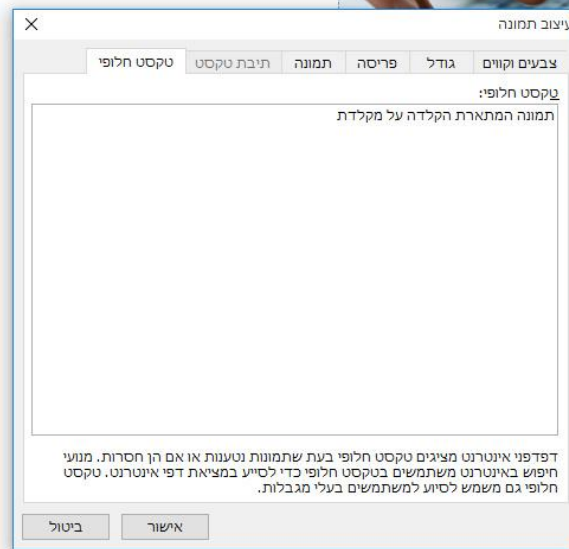 עיצוב תמונה
צבעים וקווים גודל פריסה תמונה תיבת טקסט טקסט חלופי
טקסט חלופי:
תמונה המתארת הקלדה על מקלדת
דפדפני אינטרנט מציגים טקסט חלופי בעת שתמונות נטענות או אם הן חסרות. מנועי
חיפוש באינטרנט משתמשים בטקסט חלופי כדי לסייע במציאת דפי אינטרנט. טקסט
חלופי גם משמש לסיוע למשתמשים בעלי מגבלות.
אישור ביטול